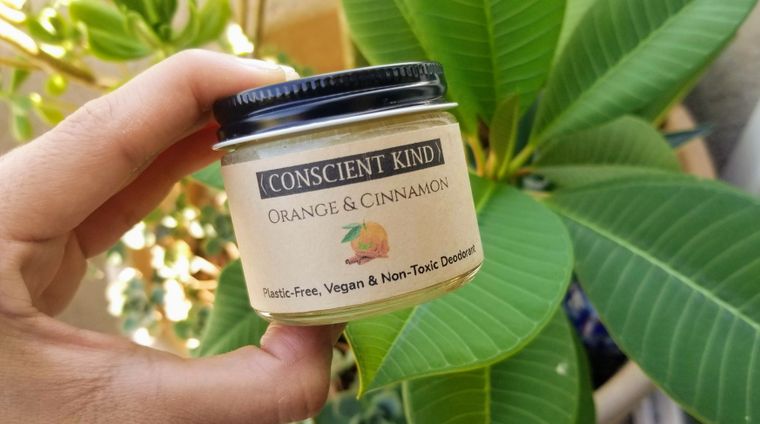 CONSCIENT KIND
ORANGE & CINNAMON
Plastic-Free, Vegan & Non-Toxic Deodorant